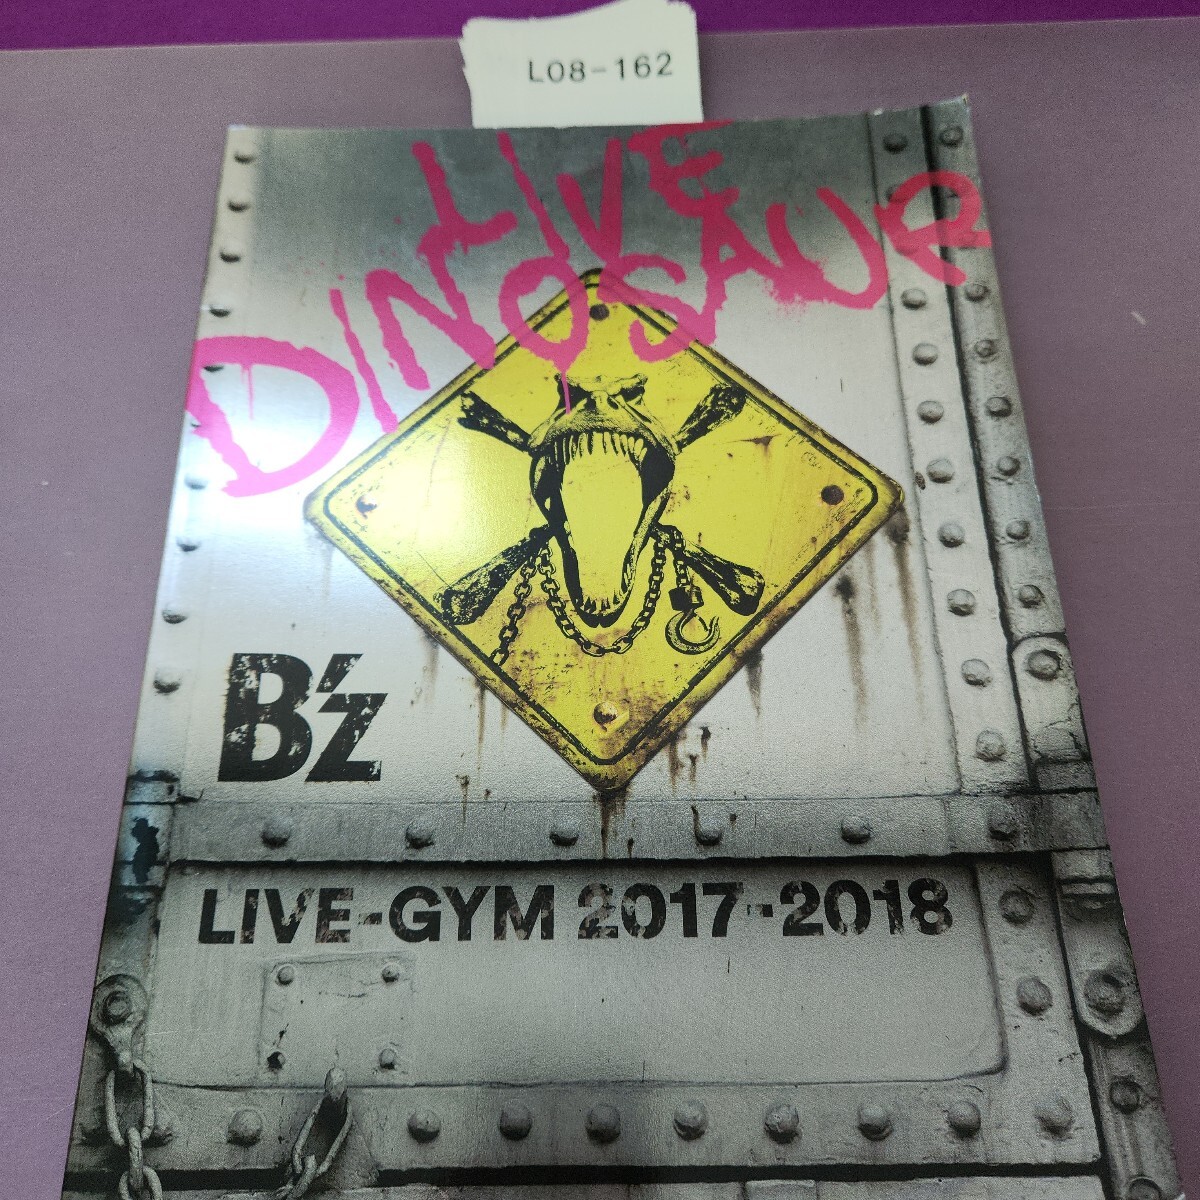 L08-162
LIVE
DINOSAUR
B'z
LIVE-GYM 2017-2018